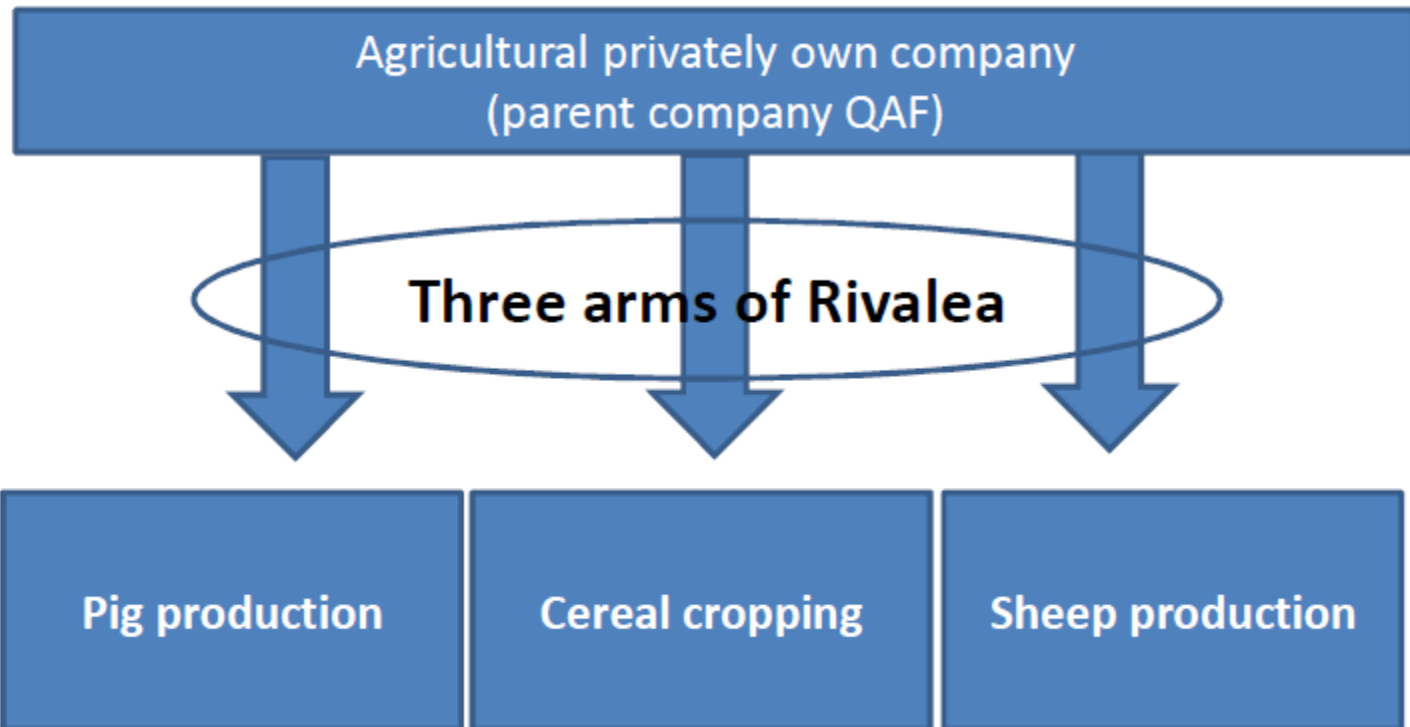 Agricultural privately own company
(parent company QAF)
Three arms of Rivalea
Pig production
Cereal cropping
Sheep production